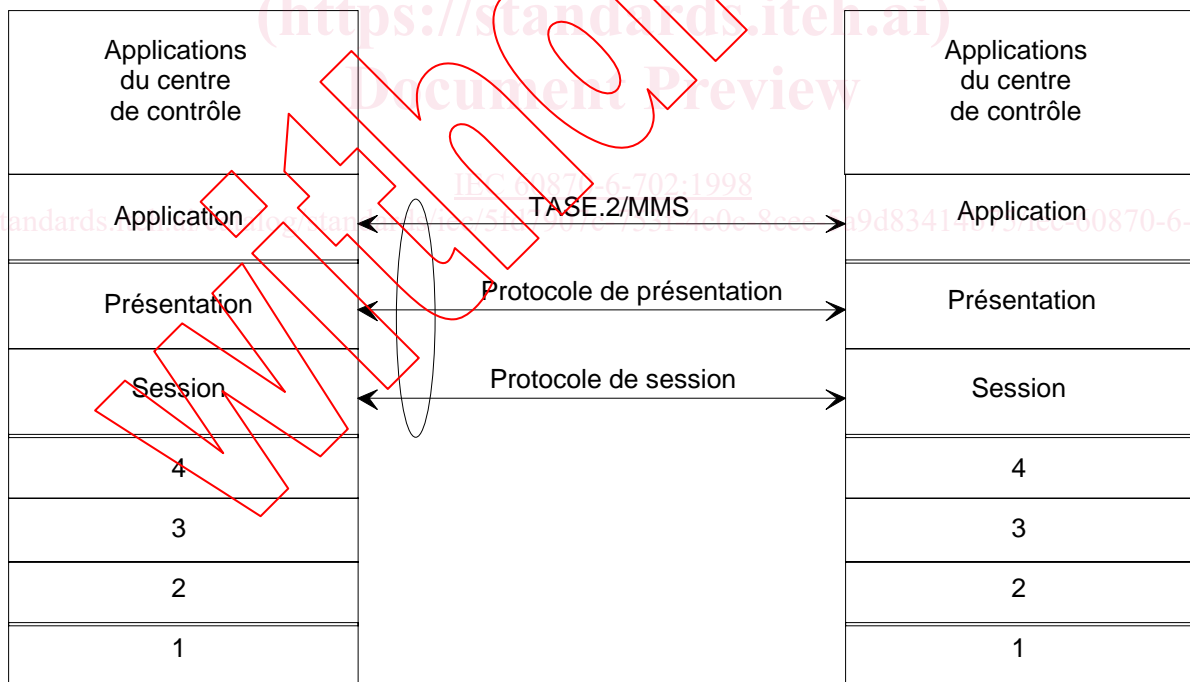 (https://standards.iteh.ai)
Document Preview
Applications
du centre
de contrôle
Applications
du centre
de contrôle
IEC 60870-6-702:1998
Application
TASE.2/MMS
Application
Présentation
Protocole de présentation
Présentation
Session
Protocole de session
Session
4
4
3
3
2
2
1
1